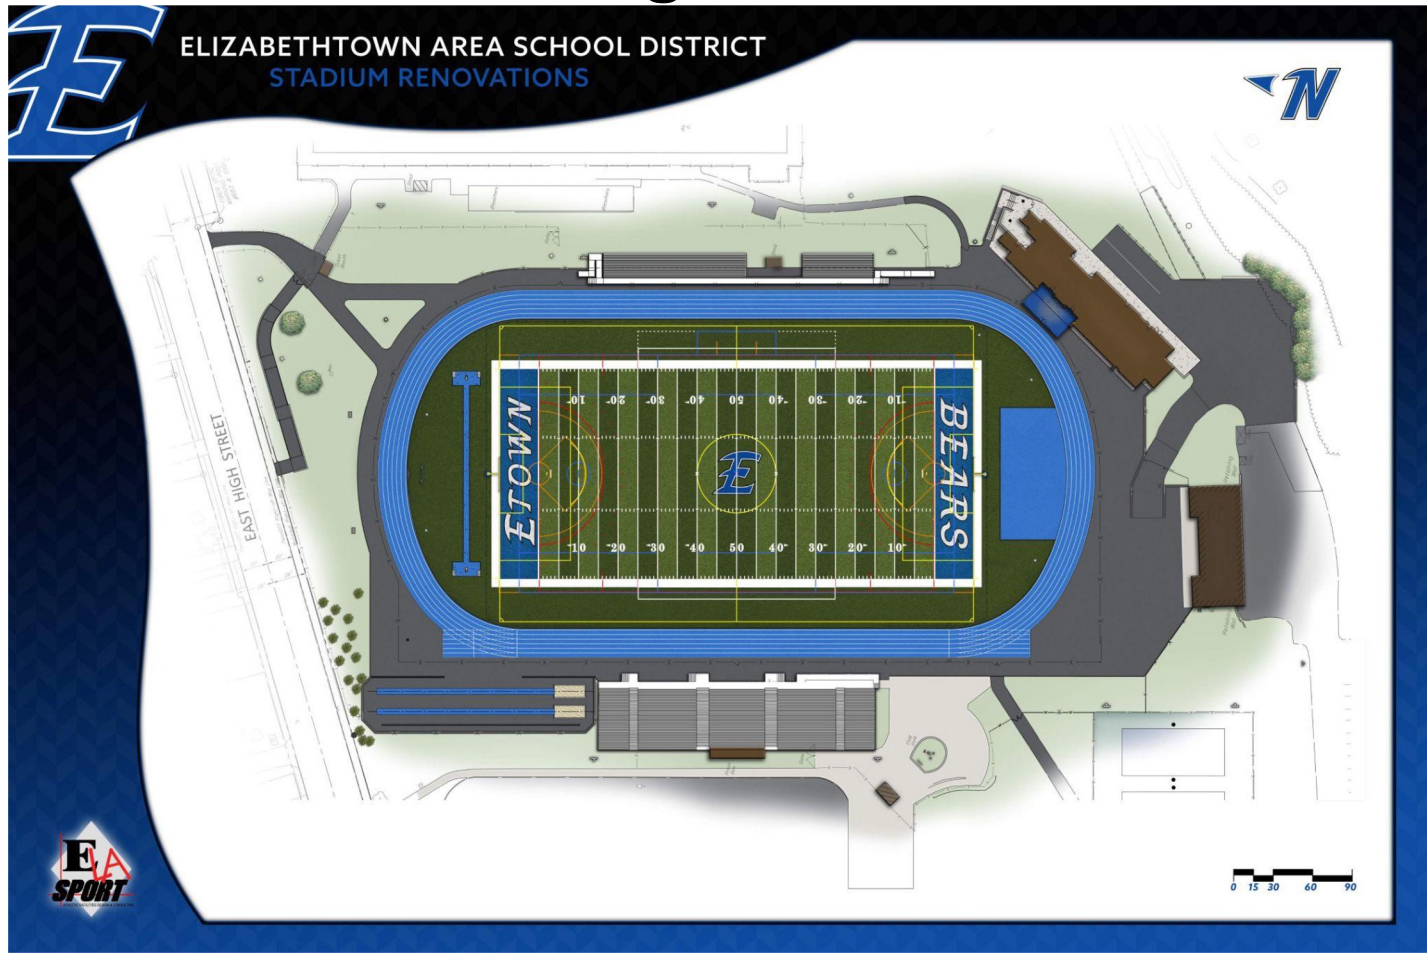 ELIZABETHTOWN AREA SCHOOL DISTRICT
STADIUM RENOVATIONS
E
N
EAST HIGH STREET
10 20 30 40 50 40 30 20 10
ETOWN
E
BEARS
10 20 30 40 50 40 30 20 10
ELA
SPORT
0 15 30 60 90